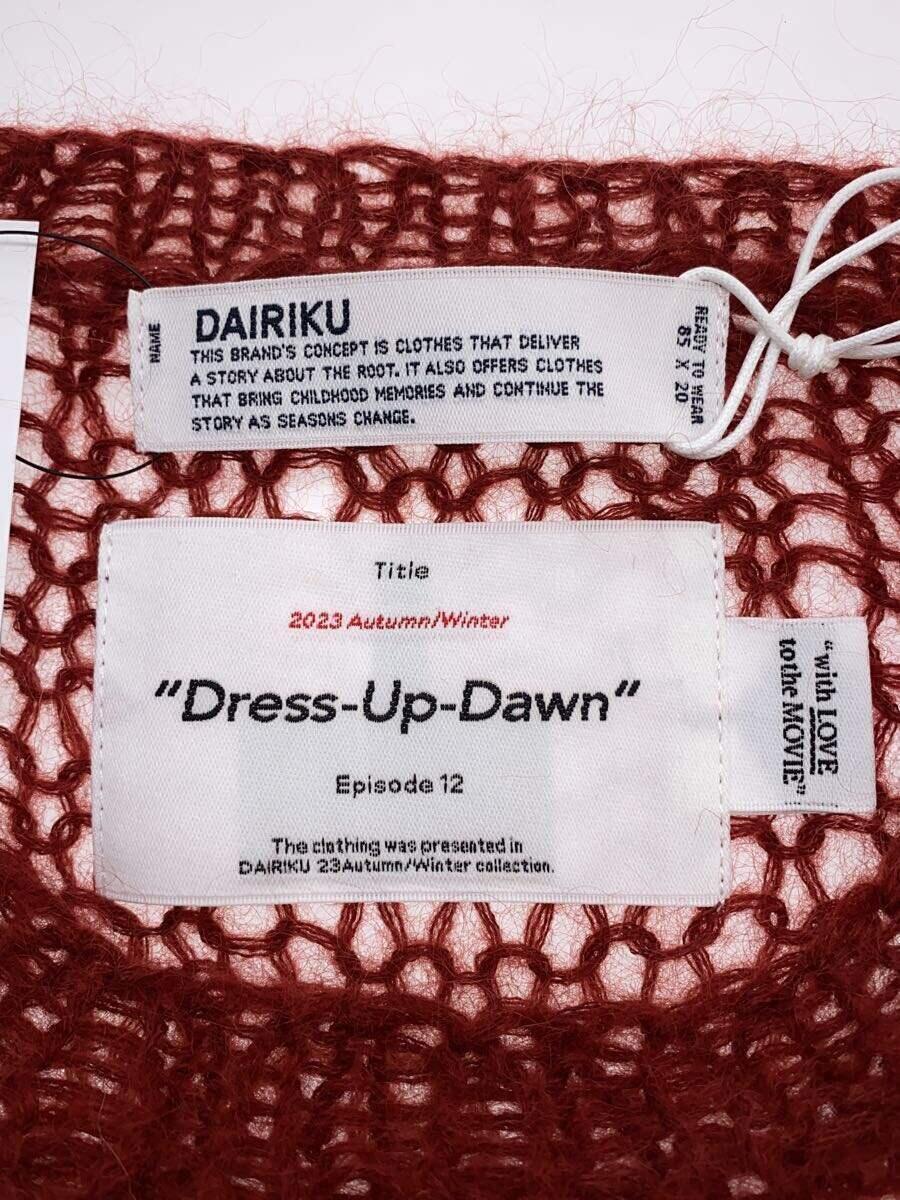 NAME
DAIRIKU
THIS BRAND'S CONCEPT IS CLOTHES THAT DELIVER
A STORY ABOUT THE ROOT. IT ALSO OFFERS CLOTHES
THAT BRING CHILDHOOD MEMORIES AND CONTINUE THE
STORY AS SEASONS CHANGE.
READY TO WEAR
85 X 20
Title
2023 Autumn/Winter
"Dress-Up-Dawn"
Episode 12
The clothing was presented in
DAIRIKU 23Autumn/Winter collection.
"with LOVE
to the MOVIE"